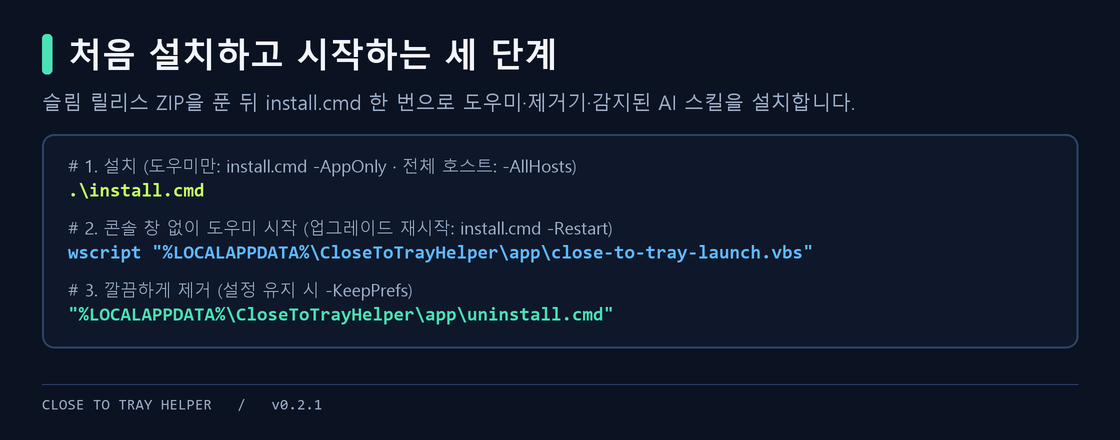 처음 설치하고 시작하는 세 단계
슬림 릴리스 ZIP을 푼 뒤 install.cmd 한 번으로 도우미·제거기·감지된 AI 스킬을 설치합니다.
# 1. 설치 (도우미만: install.cmd -AppOnly · 전체 호스트: -AllHosts)
.\install.cmd
# 2. 콘솔 창 없이 도우미 시작 (업그레이드 재시작: install.cmd -Restart)
wscript "%LOCALAPPDATA%\CloseToTrayHelper\app\close-to-tray-launch.vbs"
# 3. 깔끔하게 제거 (설정 유지 시 -KeepPrefs)
"%LOCALAPPDATA%\CloseToTrayHelper\app\uninstall.cmd"
CLOSE TO TRAY HELPER / v0.2.1